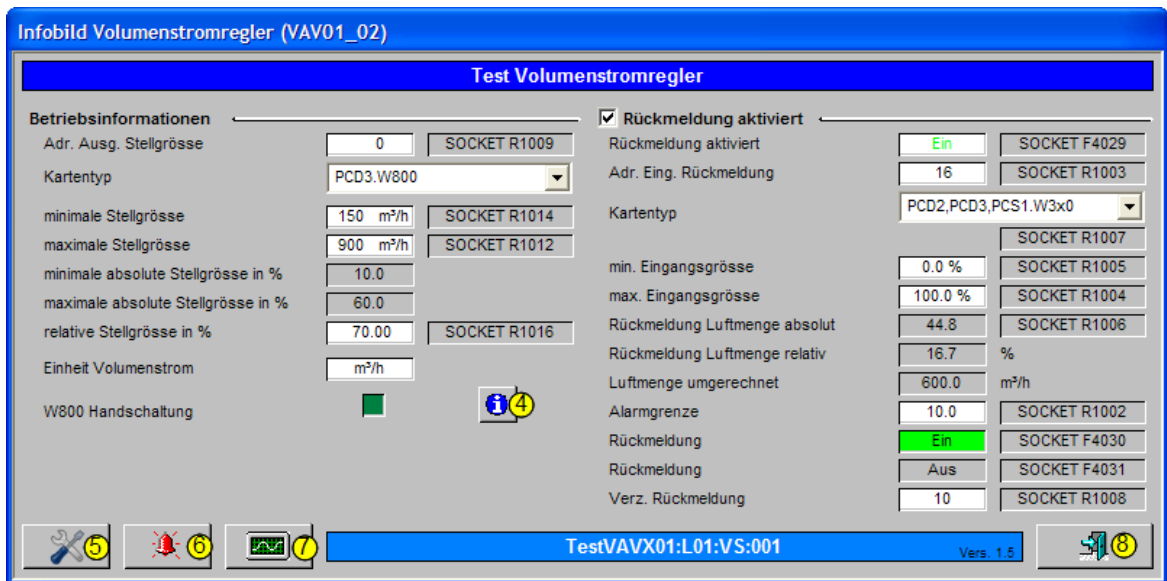 Infobild Volumenstromregler (VAV01_02)
Test Volumenstromregler
Betriebsinformationen
Adr. Ausg. Stellgrösse 0 SOCKET R1009
Kartentyp PCD3.W800
minimale Stellgrösse 150 m³/h SOCKET R1014
maximale Stellgrösse 900 m³/h SOCKET R1012
minimale absolute Stellgrösse in % 10.0
maximale absolute Stellgrösse in % 60.0
relative Stellgrösse in % 70.00 SOCKET R1016
Einheit Volumenstrom m³/h
W800 Handschaltung 4
Rückmeldung aktiviert
Rückmeldung aktiviert Ein SOCKET F4029
Adr. Eing. Rückmeldung 16 SOCKET R1003
Kartentyp PCD2,PCD3,PCS1.W3x0
SOCKET R1007
min. Eingangsgrösse 0.0 % SOCKET R1005
max. Eingangsgrösse 100.0 % SOCKET R1004
Rückmeldung Luftmenge absolut 44.8 SOCKET R1006
Rückmeldung Luftmenge relativ 16.7 %
Luftmenge umgerechnet 600.0 m³/h
Alarmgrenze 10.0 SOCKET R1002
Rückmeldung Ein SOCKET F4030
Rückmeldung Aus SOCKET F4031
Verz. Rückmeldung 10 SOCKET R1008
5 6 7 TestVAVX01:L01:VS:001 Vers. 1.5 8